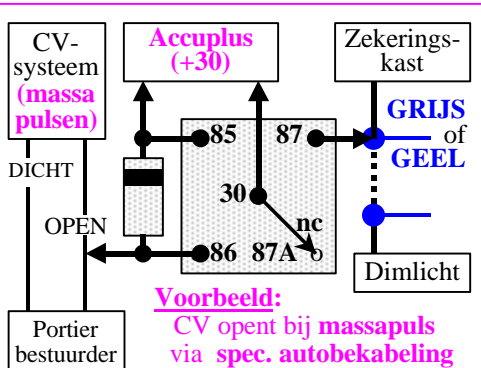 CV-
systeem
(massa
pulsen)
Accuplus
(+30)
Zekerings-
kast
85
87
GRIJS
of
GEEL
DICHT
30
nc
OPEN
86
87A
Dimlicht
Portier
bestuurder
Voorbeeld:
CV opent bij massapuls
via spec. autobekabeling